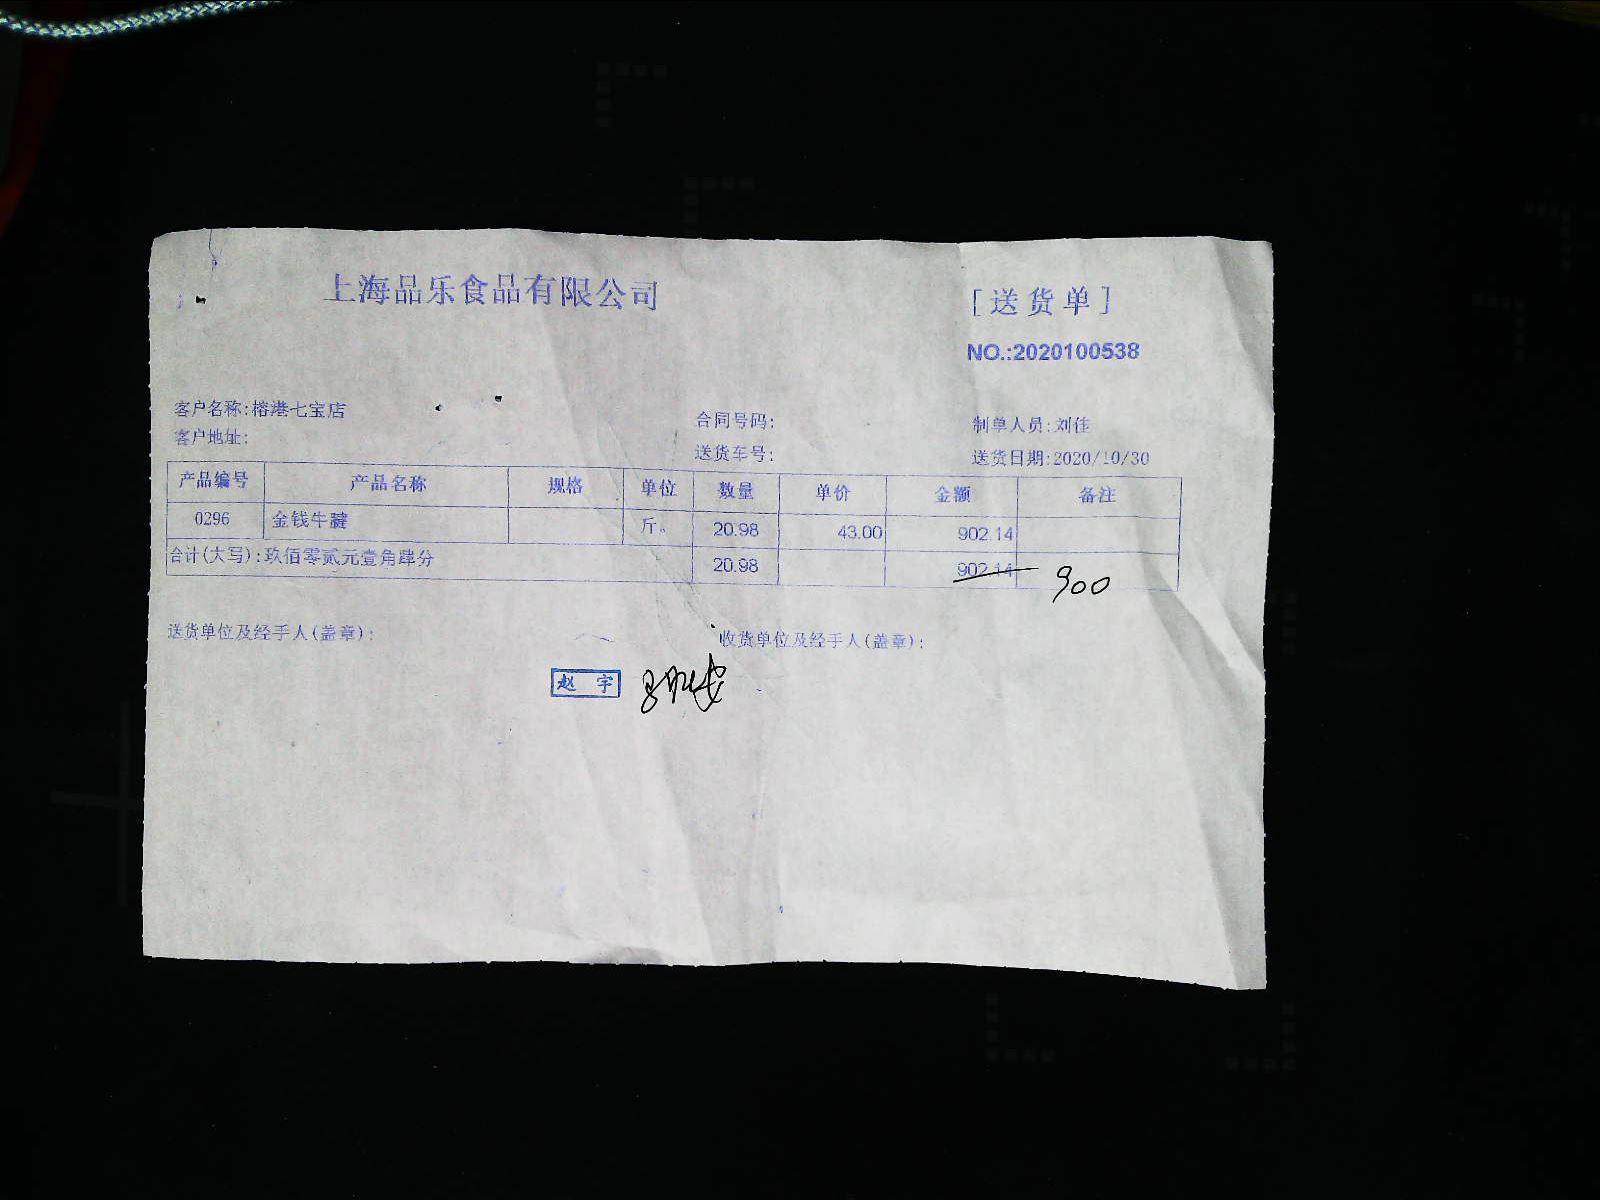 上海品乐食品有限公司
[送货单]
NO.:2020100538
客户名称:榕港七宝店
合同号码:
制单人员:刘佳
客户地址:
送货车号:
送货日期:2020/10/30
产品编号 产品名称 规格 单位 数量 单价 金额 备注
0296 金钱牛腱 斤。 20.98 43.00 902.14
合计(大写):玖佰零贰元壹角肆分 20.98 902.14 900
送货单位及经手人(盖章):
收货单位及经手人(盖章):
赵宇